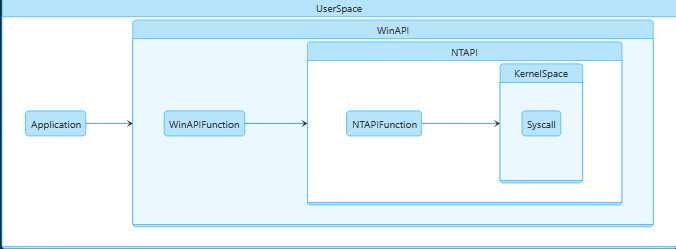 UserSpace
WinAPI
NTAPI
KernelSpace
Application
WinAPIFunction
NTAPIFunction
Syscall